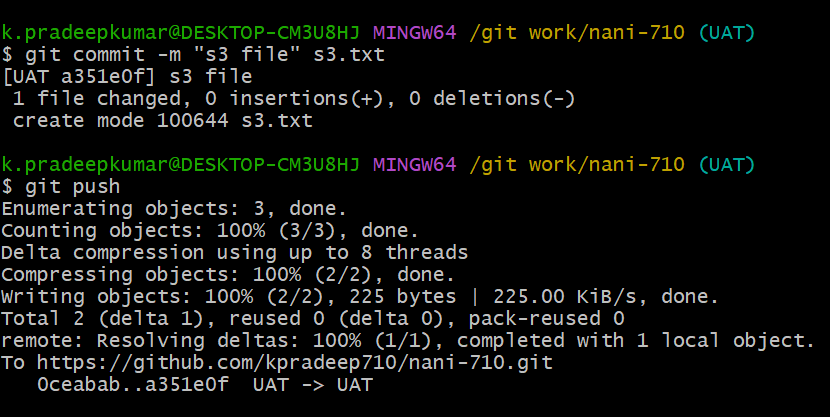 k.pradeepkumar@DESKTOP-CM3U8HJ MINGW64 /git work/nani-710 (UAT)
$ git commit -m "s3 file" s3.txt
[UAT a351e0f] s3 file
 1 file changed, 0 insertions(+), 0 deletions(-)
 create mode 100644 s3.txt
k.pradeepkumar@DESKTOP-CM3U8HJ MINGW64 /git work/nani-710 (UAT)
$ git push
Enumerating objects: 3, done.
Counting objects: 100% (3/3), done.
Delta compression using up to 8 threads
Compressing objects: 100% (2/2), done.
Writing objects: 100% (2/2), 225 bytes | 225.00 KiB/s, done.
Total 2 (delta 1), reused 0 (delta 0), pack-reused 0
remote: Resolving deltas: 100% (1/1), completed with 1 local object.
To https://github.com/kpradeep710/nani-710.git
   0ceabab..a351e0f  UAT -> UAT